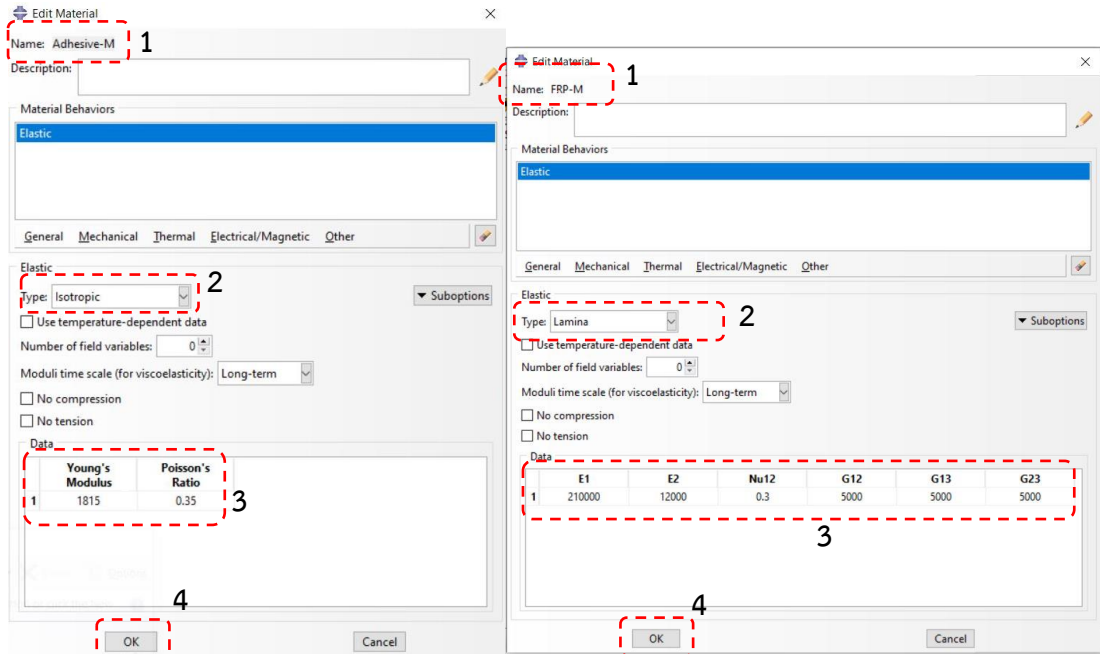 Edit Material
Name: Adhesive-M 1
Description:
Material Behaviors
Elastic
General Mechanical Thermal Electrical/Magnetic Other
Elastic
Type: Isotropic 2
Suboptions
Use temperature-dependent data
Number of field variables: 0
Moduli time scale (for viscoelasticity): Long-term
No compression
No tension
Data
Young's Poisson's
Modulus Ratio
1 1815 0.35 3
4
OK Cancel
Edit Material
1
Name: FRP-M
Description:
Material Behaviors
Elastic
General Mechanical Thermal Electrical/Magnetic Other
Elastic
Type: Lamina 2
Suboptions
Use temperature-dependent data
Number of field variables: 0
Moduli time scale (for viscoelasticity): Long-term
No compression
No tension
Data
E1 E2 Nu12 G12 G13 G23
1 210000 12000 0.3 5000 5000 5000
3
4
OK Cancel